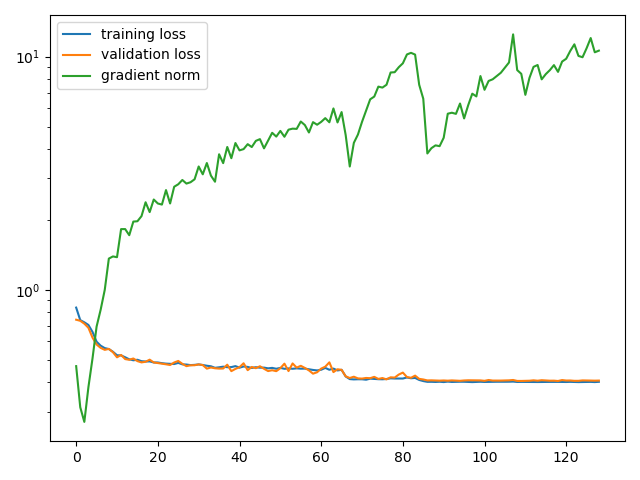 training loss
validation loss
gradient norm
10¹
10⁰
0 20 40 60 80 100 120